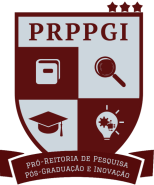 PRPPGI
PRÓ-REITORIA DE PESQUISA
PÓS-GRADUAÇÃO E INOVAÇÃO